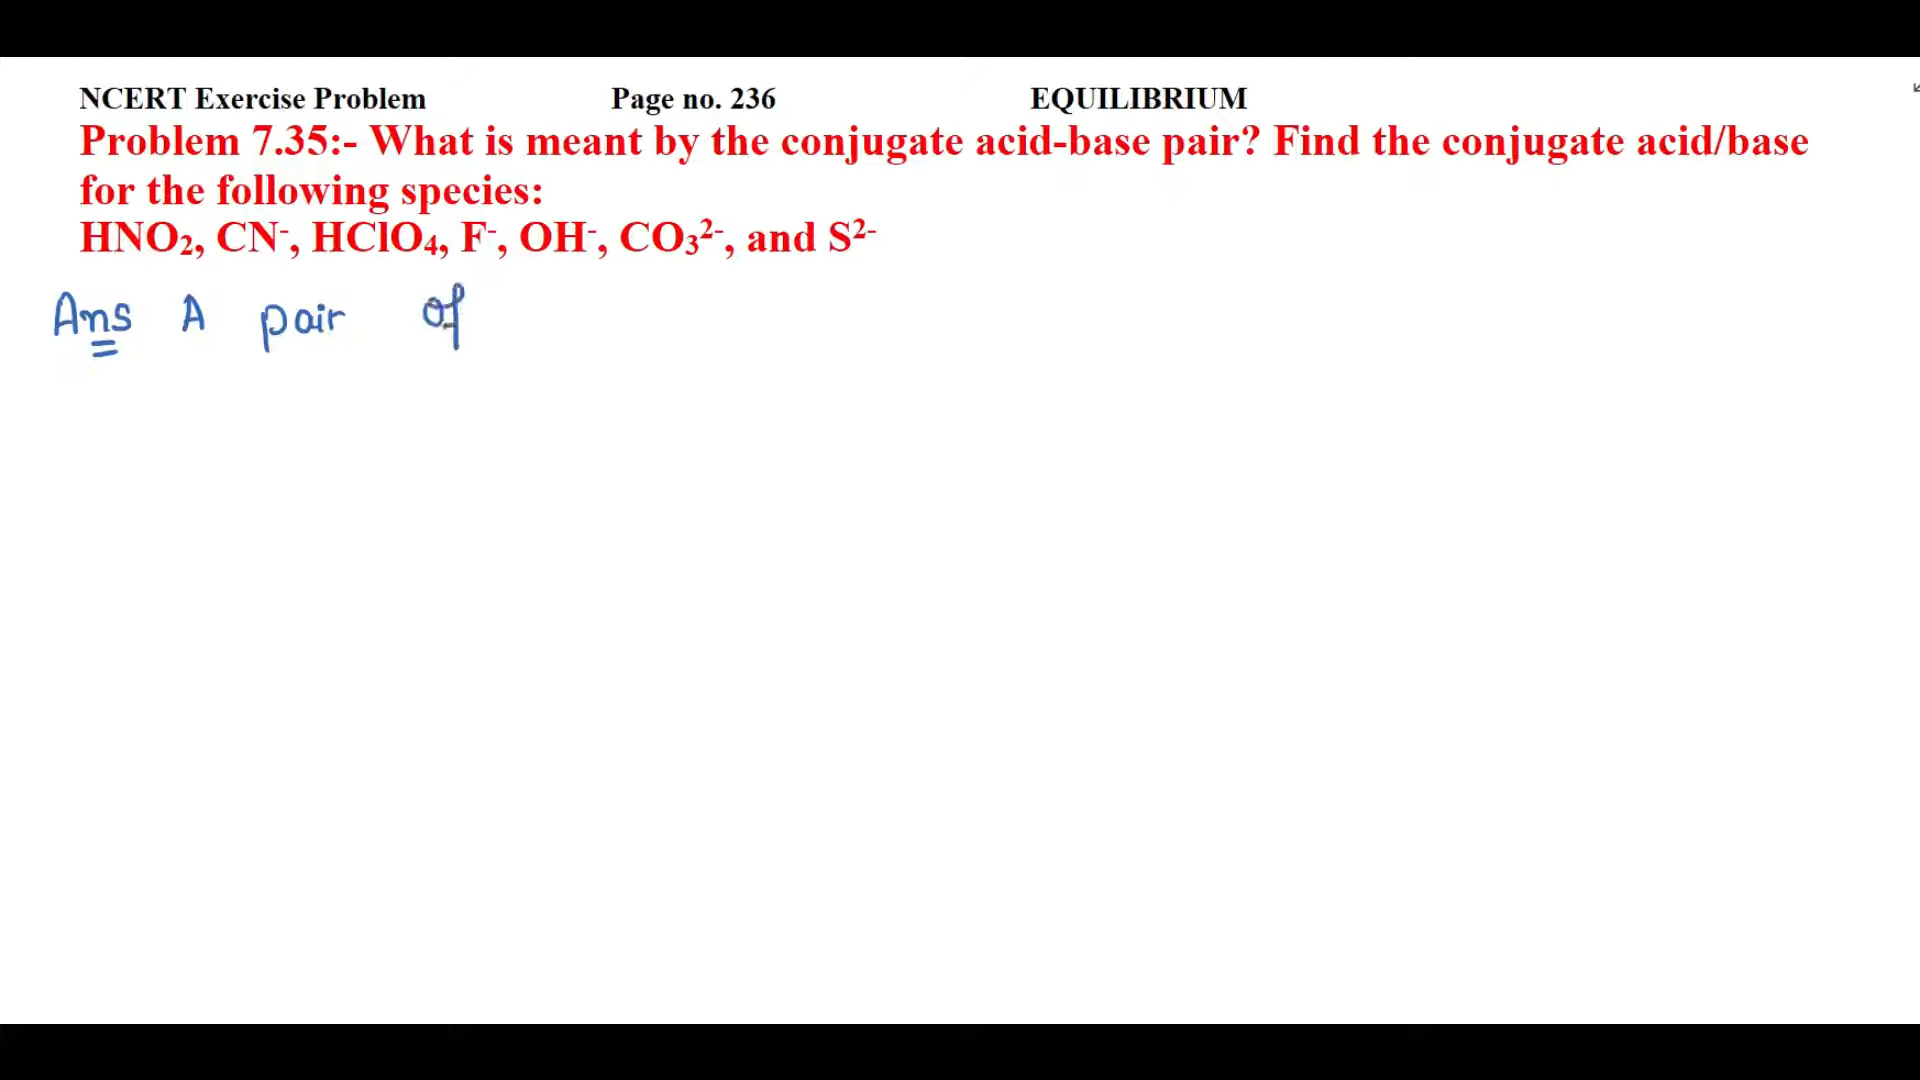 NCERT Exercise Problem Page no. 236 EQUILIBRIUM
Problem 7.35:- What is meant by the conjugate acid-base pair? Find the conjugate acid/base
for the following species:
HNO₂, CN⁻, HClO₄, F⁻, OH⁻, CO₃²⁻, and S²⁻
Ans A pair of